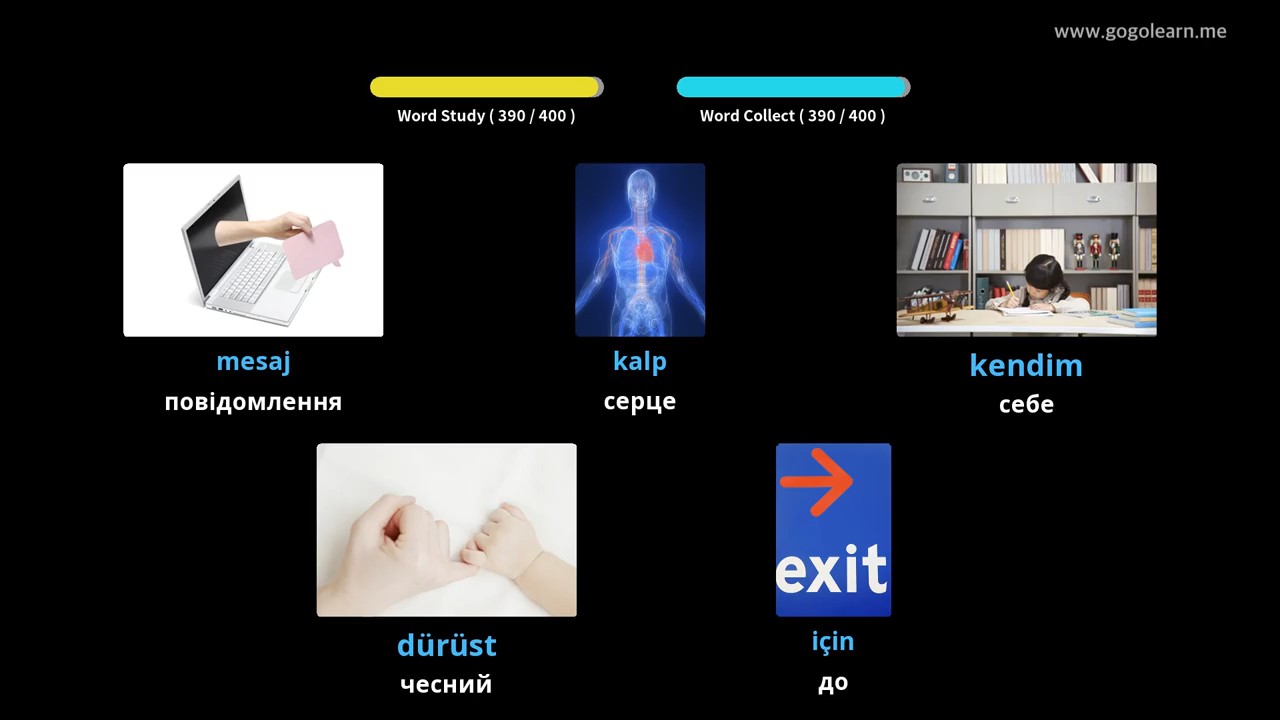 www.gogolearn.me
Word Study ( 390 / 400 )
Word Collect ( 390 / 400 )
mesaj
повідомлення
kalp
серце
kendim
себе
exit
dürüst
чесний
için
до